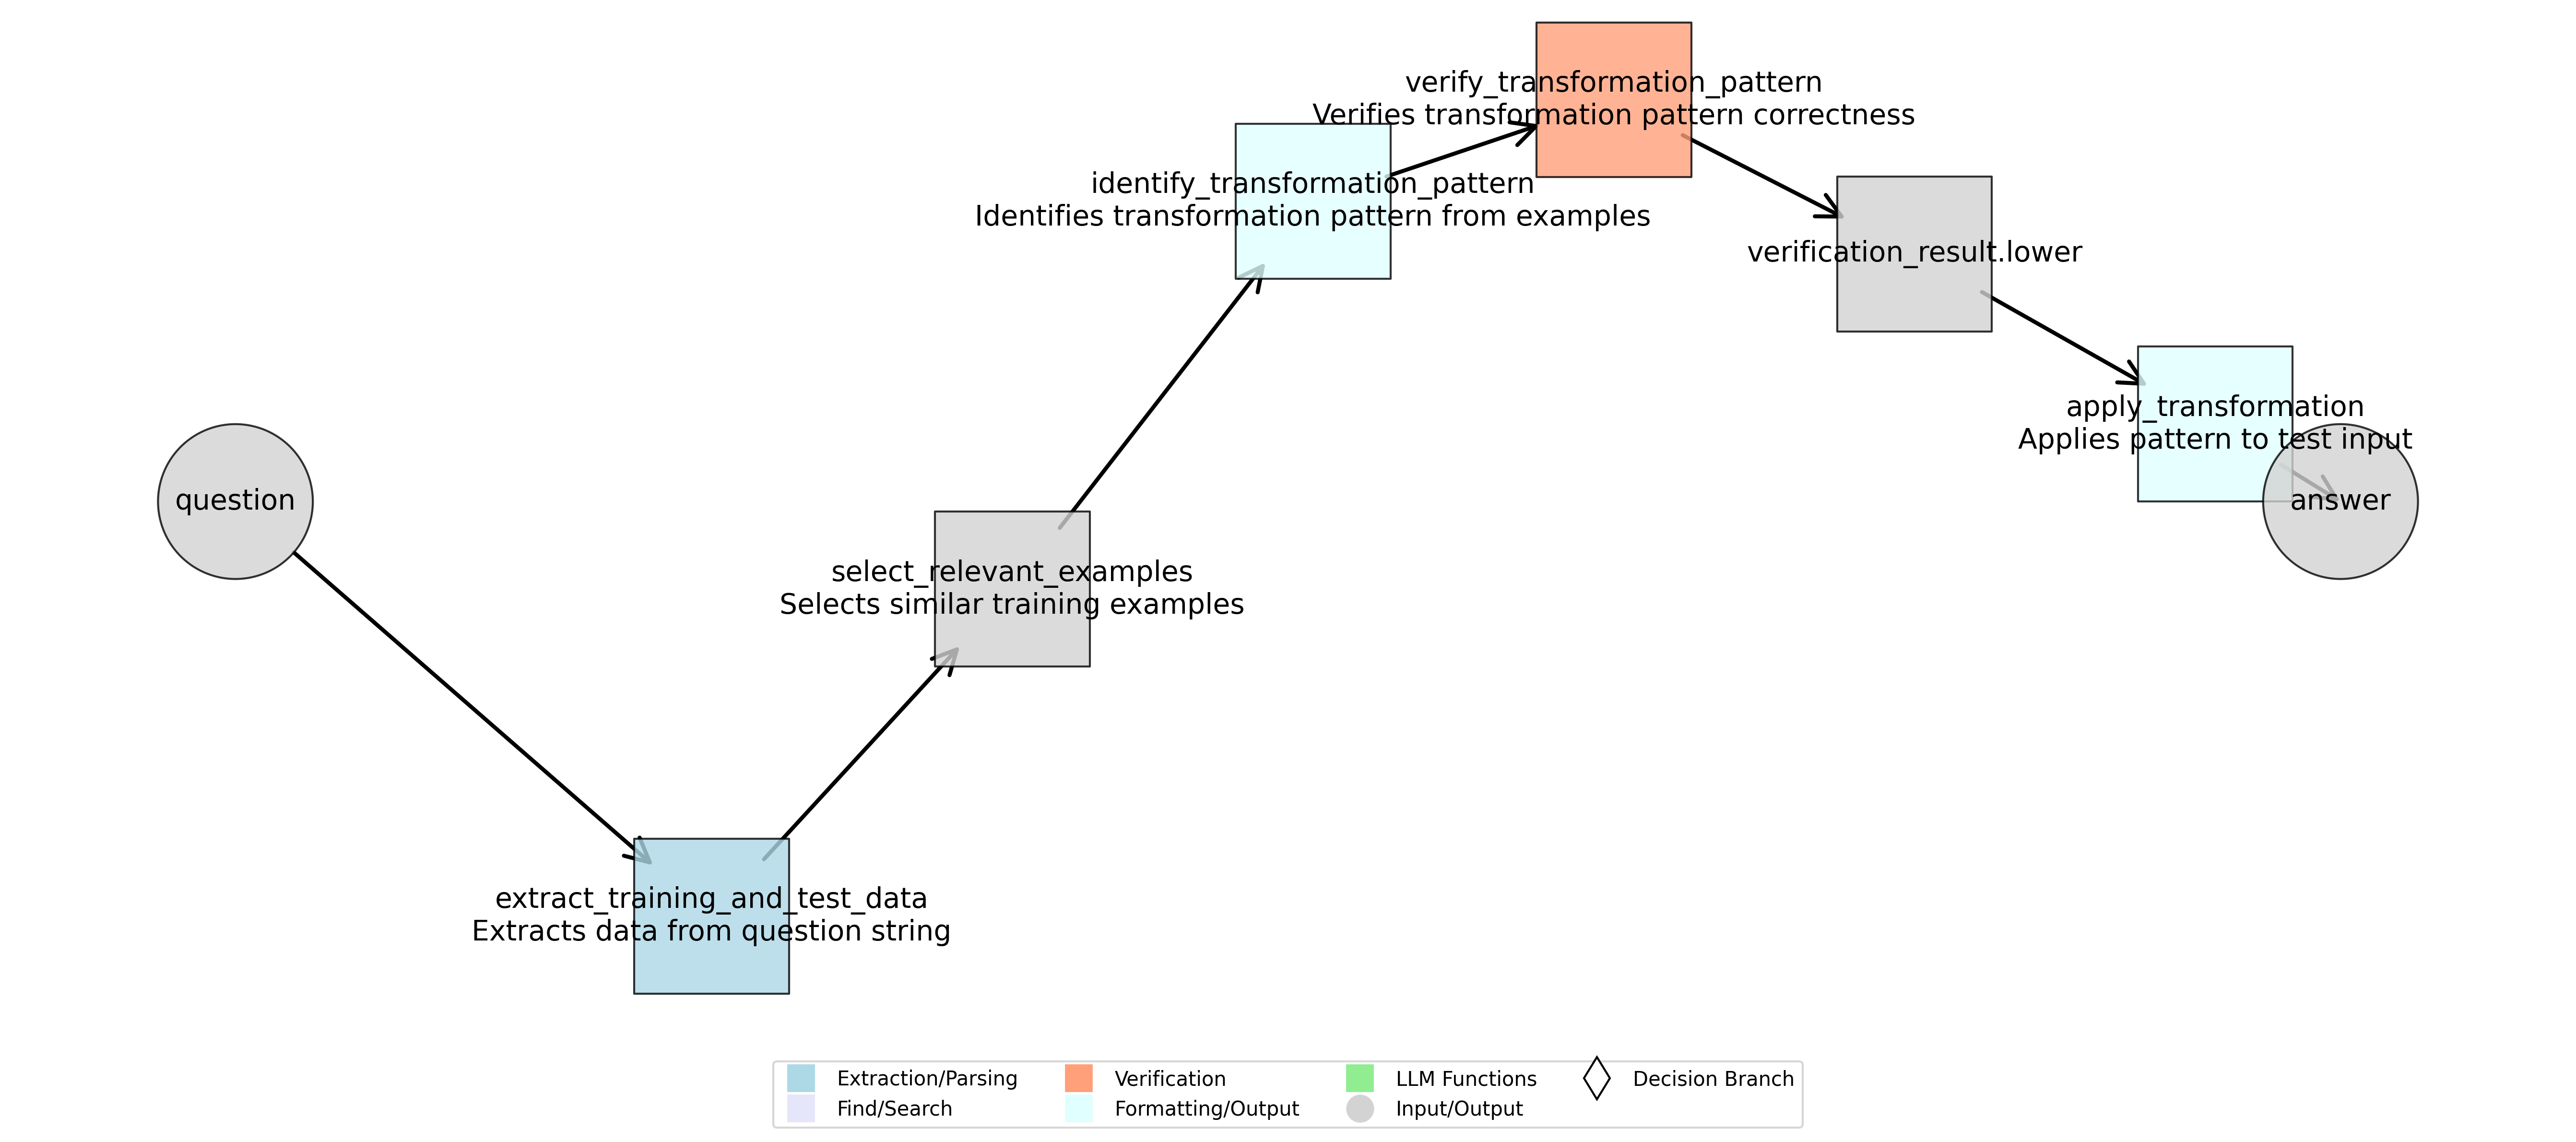 verify_transformation_pattern
Verifies transformation pattern correctness
identify_transformation_pattern
Identifies transformation pattern from examples
verification_result.lower
apply_transformation
Applies pattern to test input
question
answer
select_relevant_examples
Selects similar training examples
extract_training_and_test_data
Extracts data from question string
Extraction/Parsing
Find/Search
Verification
Formatting/Output
LLM Functions
Input/Output
Decision Branch